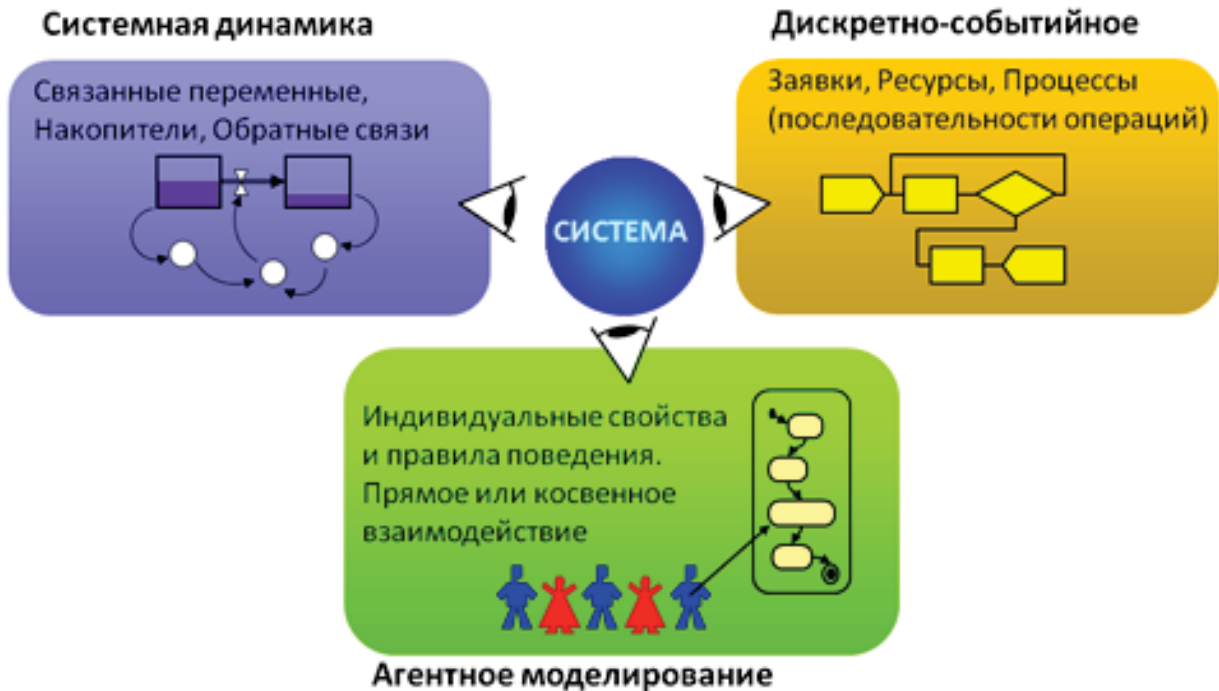 Системная динамика
Связанные переменные,
Накопители, Обратные связи
Дискретно-событийное
Заявки, Ресурсы, Процессы
(последовательности операций)
СИСТЕМА
Индивидуальные свойства
и правила поведения.
Прямое или косвенное
взаимодействие
Агентное моделирование